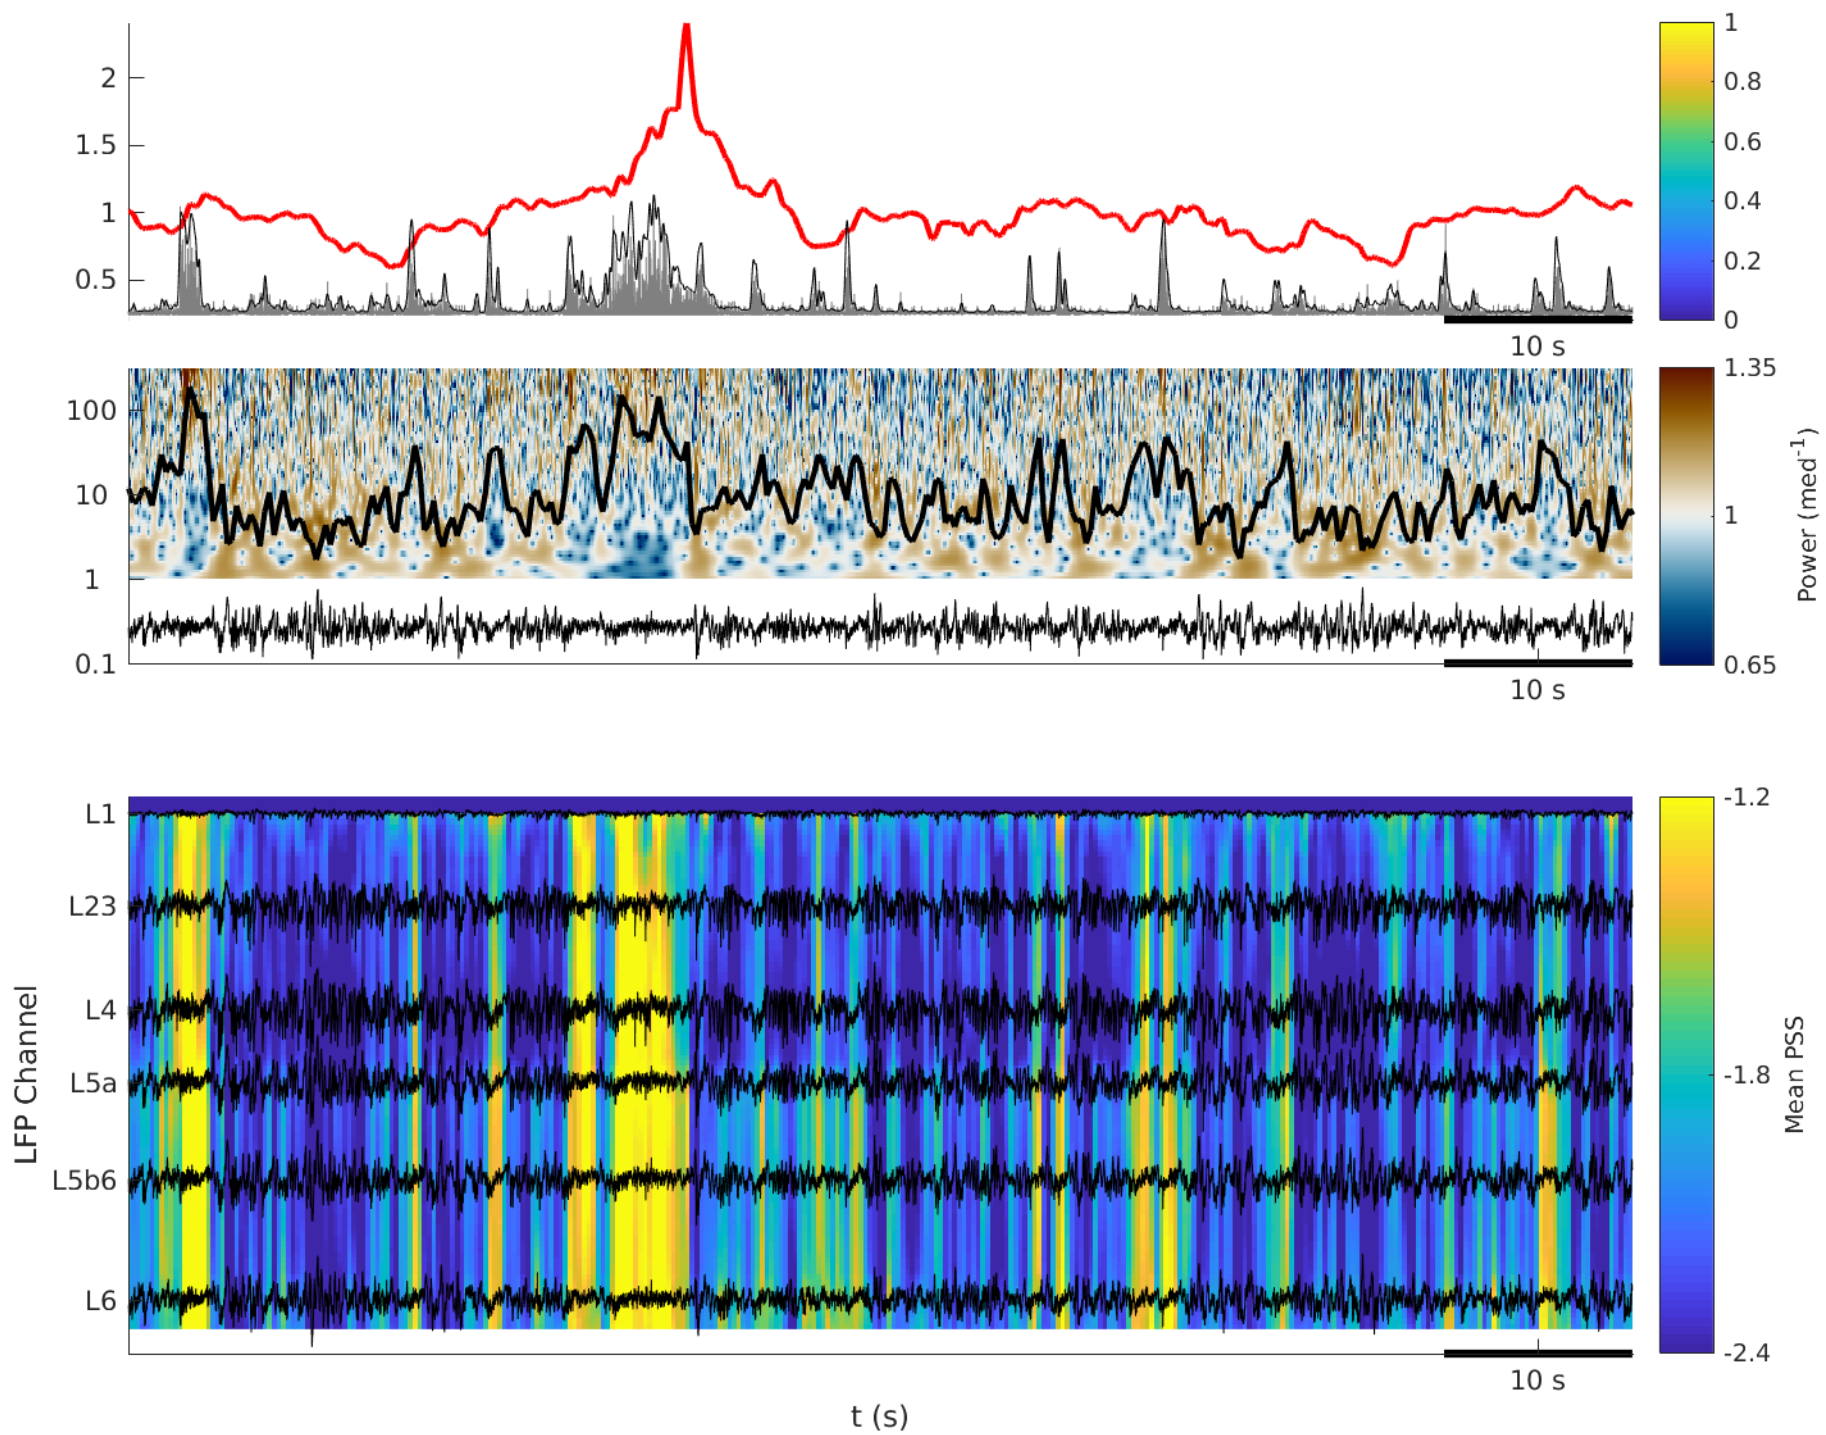 2
1.5
1
0.5
10 s
1
0.8
0.6
0.4
0.2
0
100
10
1
0.1
10 s
1.35
1
0.65
Power (med⁻¹)
LFP Channel
L1
L23
L4
L5a
L5b6
L6
10 s
t (s)
-1.2
-1.8
-2.4
Mean PSS